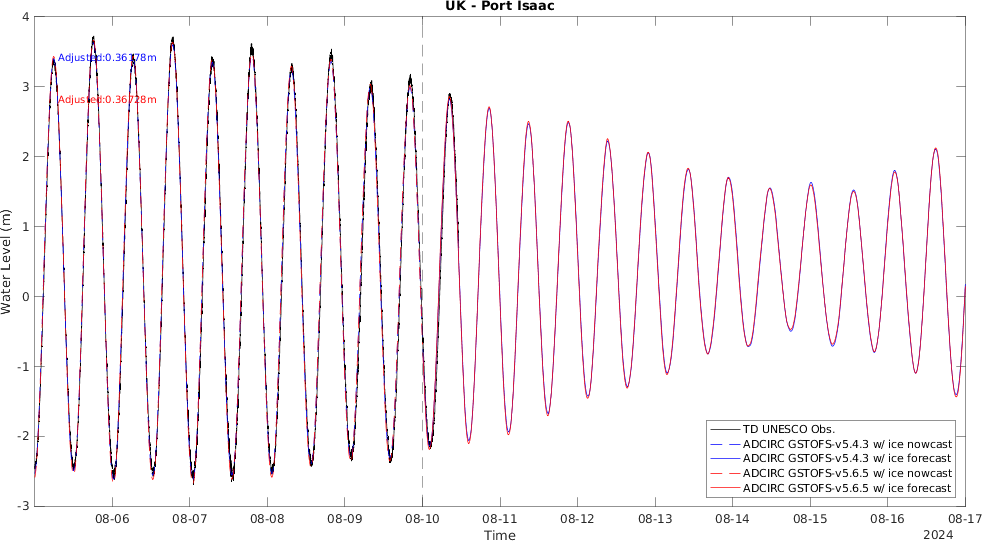 UK - Port Isaac
4
3
2
1
0
-1
-2
-3
Water Level (m)
Adjusted:0.36178m
Adjusted:0.36728m
TD UNESCO Obs.
ADCIRC GSTOFS-v5.4.3 w/ ice nowcast
ADCIRC GSTOFS-v5.4.3 w/ ice forecast
ADCIRC GSTOFS-v5.6.5 w/ ice nowcast
ADCIRC GSTOFS-v5.6.5 w/ ice forecast
08-06 08-07 08-08 08-09 08-10 08-11 08-12 08-13 08-14 08-15 08-16 08-17
Time
2024